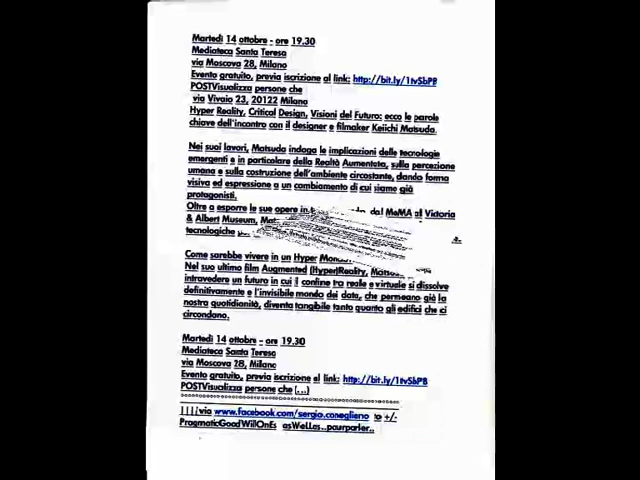 Martedì 14 ottobre - ore 19.30
Mediateca Santa Teresa
via Moscova 28, Milano
Evento gratuito, previa iscrizione al link: http://bit.ly/1tvSbPB
POSTVisualizza persone che
via Vivaio 23, 20122 Milano
Hyper Reality, Critical Design, Visioni del Futuro: ecco le parole
chiave dell'incontro con il designer e filmaker Keiichi Matsuda.
Nei suoi lavori, Matsuda indaga le implicazioni delle tecnologie
emergenti e in particolare della Realtà Aumentata, sulla percezione
umana e sulla costruzione dell'ambiente circostante, dando forma
visiva ed espressione a un cambiamento di cui siamo già
protagonisti.
Oltre a esporre le sue opere in dal MoMA al Victoria
& Albert Museum,
tecnologiche
Come sarebbe vivere in un Hyper
Nel suo ultimo film Augmented (Hyper)Reality,
intravedere un futuro in cui il confine tra reale e virtuale si dissolve
definitivamente e l'invisibile mondo dei data, che permeano già la
nostra quotidianità, diventa tangibile tanto quanto gli edifici che ci
circondano.
Martedì 14 ottobre - ore 19.30
Mediateca Santa Teresa
via Moscova 28, Milano
Evento gratuito, previa iscrizione al link: http://bit.ly/1tvSbPB
POSTVisualizza persone che (...)
||||via www.facebook.com/sergio.coneglieno to +/-
PragmaticGoodWillOnEs asWeLLas..pourparler..